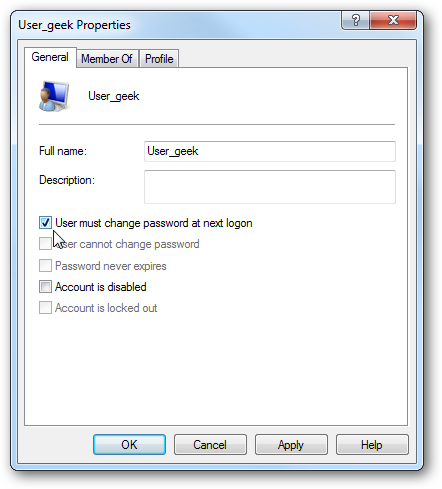 User_geek Properties
General Member Of Profile
User_geek
Full name: User_geek
Description:
User must change password at next logon
User cannot change password
Password never expires
Account is disabled
Account is locked out
OK Cancel Apply Help